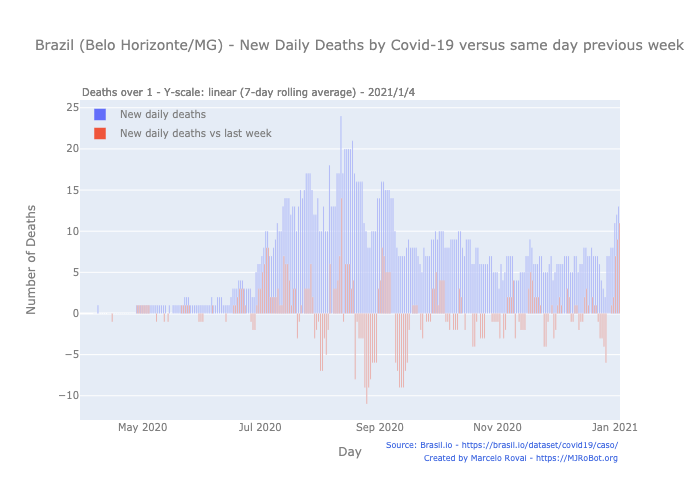 Brazil (Belo Horizonte/MG) - New Daily Deaths by Covid-19 versus same day previous week
Deaths over 1 - Y-scale: linear (7-day rolling average) - 2021/1/4
New daily deaths
New daily deaths vs last week
Number of Deaths
25
20
15
10
5
0
−5
−10
May 2020
Jul 2020
Sep 2020
Nov 2020
Jan 2021
Day
Source: Brasil.io - https://brasil.io/dataset/covid19/caso/
Created by Marcelo Rovai - https://MJRoBot.org